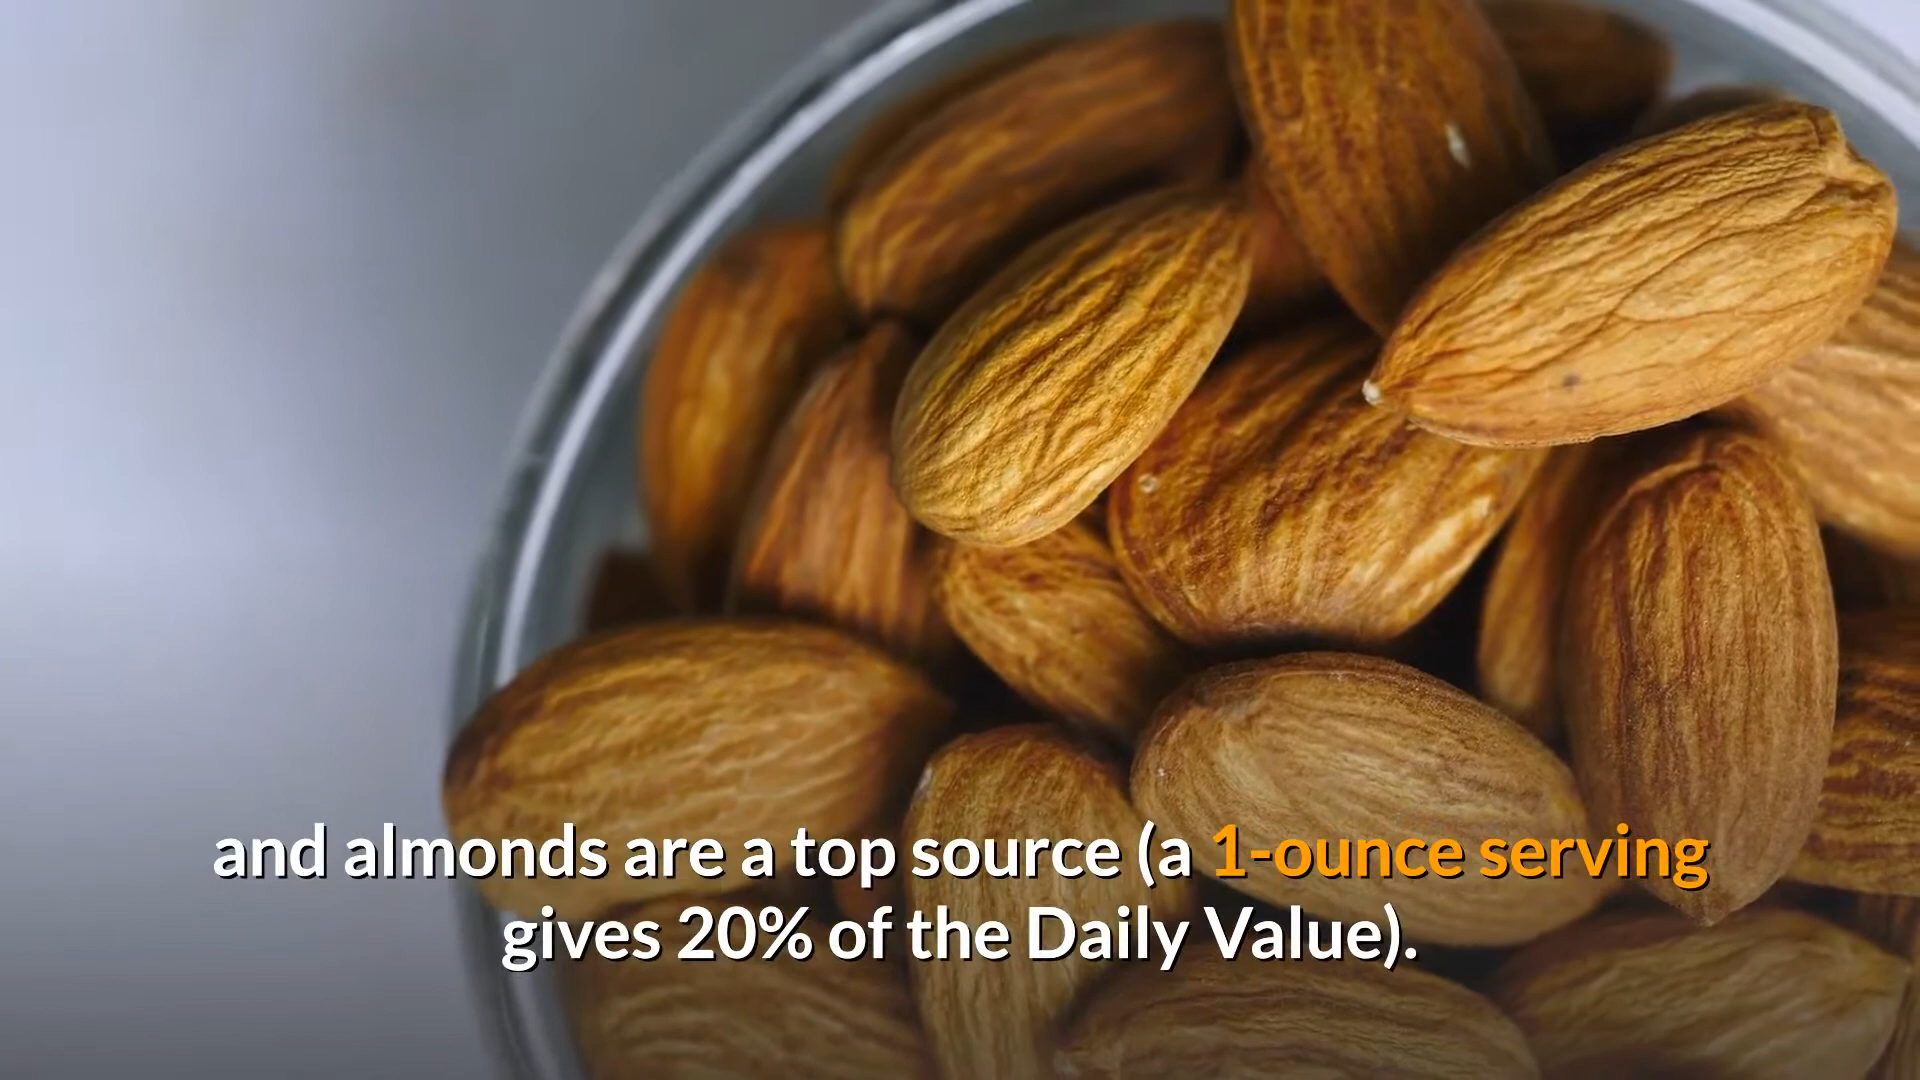 and almonds are a top source (a 1-ounce serving
gives 20% of the Daily Value).